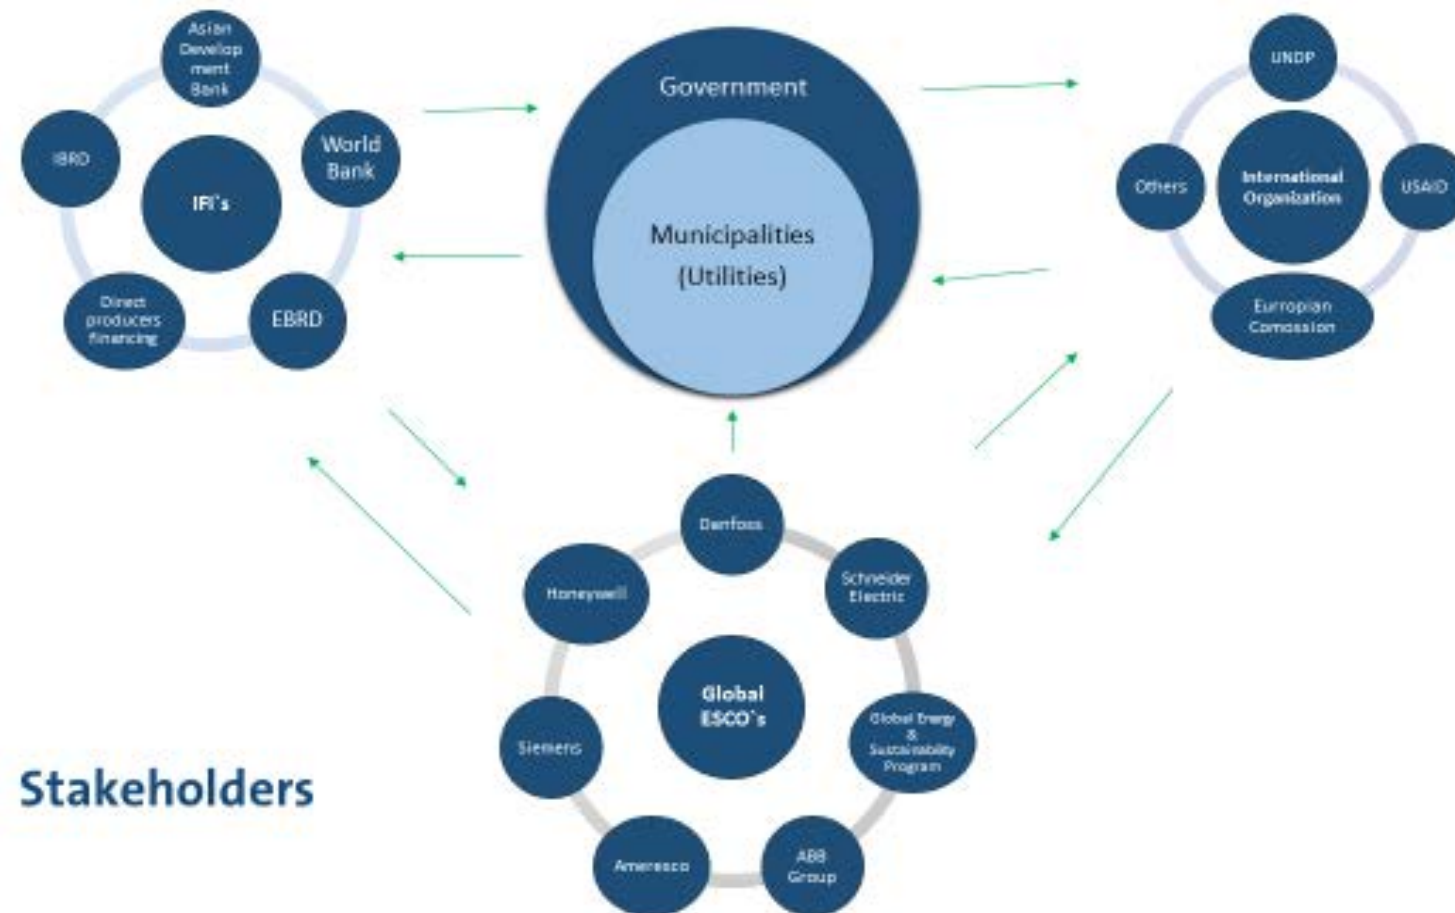 Asian
Develop
ment
Bank
IBRD
World
Bank
IFI`s
Direct
producers
financing
EBRD
Government
Municipalities
(Utilities)
UNDP
Others
International
Organization
USAID
Eurropian
Comossion
Danfoss
Honeywell
Schneider
Electric
Global
ESCO`s
Siemens
Global Energy
&
Sustainability
Program
Ameresco
ABB
Group
Stakeholders